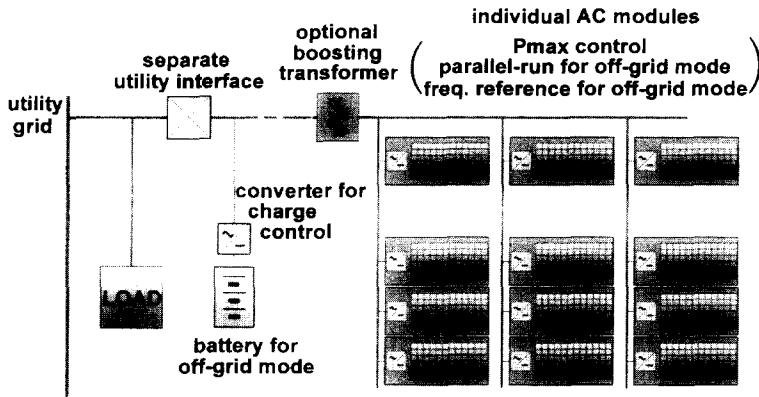 individual AC modules
optional
boosting
transformer
Pmax control
parallel-run for off-grid mode
freq. reference for off-grid mode
separate
utility interface
utility
grid
converter for
charge
control
LOAD
battery for
off-grid mode